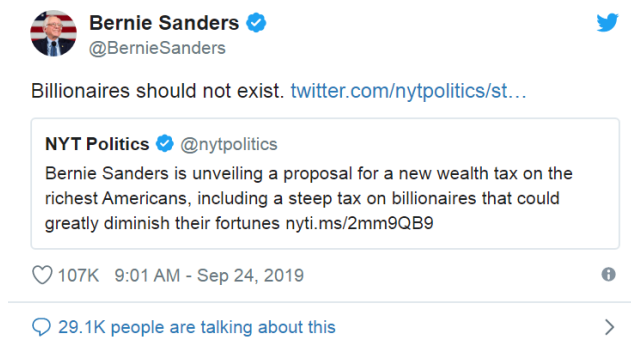 Bernie Sanders
@BernieSanders
Billionaires should not exist. twitter.com/nytpolitics/st…
NYT Politics @nytpolitics
Bernie Sanders is unveiling a proposal for a new wealth tax on the
richest Americans, including a steep tax on billionaires that could
greatly diminish their fortunes nyti.ms/2mm9QB9
107K 9:01 AM - Sep 24, 2019
29.1K people are talking about this